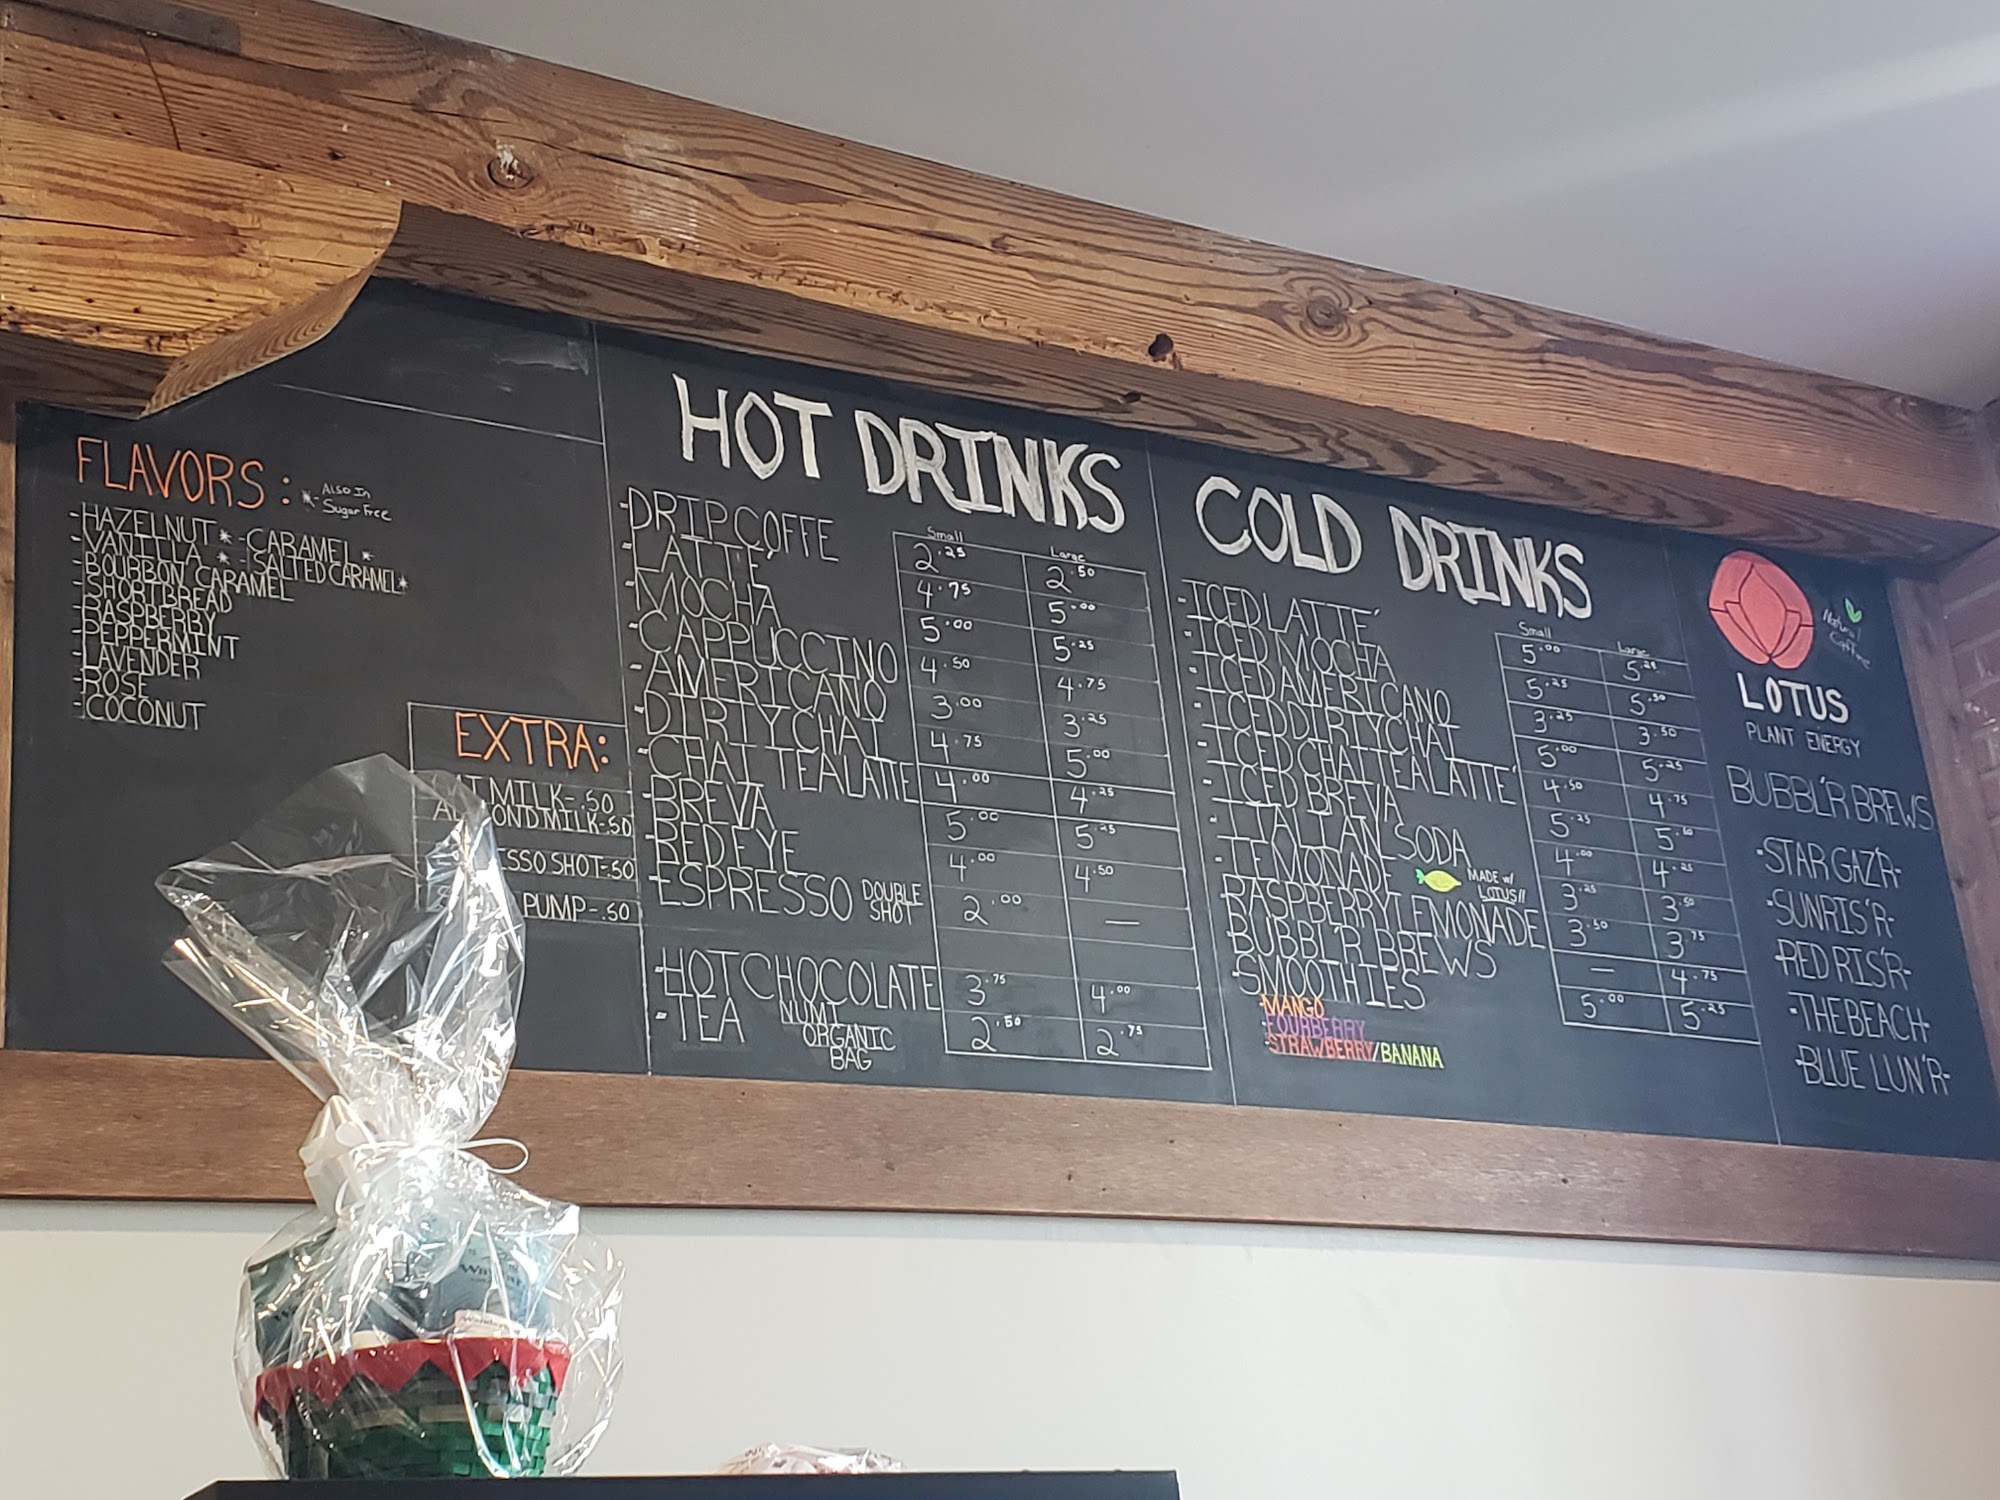 FLAVORS: *- Also In
Sugar Free
-HAZELNUT * -CARAMEL *
-VANILLA * -SALTED CARAMEL*
-BOURBON CARAMEL
-SHORTBREAD
-RASPBERRY
-PEPPERMINT
-LAVENDER
-ROSE
-COCONUT
EXTRA:
MILK-.50
MILK-.50
SHOT-.50
PUMP-.50
HOT DRINKS
Small Large
-DRIP COFFE 2.25 2.50
-LATTE' 4.75 5.00
-MOCHA 5.00 5.25
-CAPPUCCINO 4.50 4.75
-AMERICANO 3.00 3.25
-DIRTY CHAI 4.75 5.00
-CHAI TEA LATTE 4.00 4.25
-BREVA 5.00 5.25
-RED EYE 4.00 4.50
-ESPRESSO DOUBLE SHOT 2.00 —
-HOT CHOCOLATE 3.75 4.00
-TEA NUMI ORGANIC BAG 2.50 2.75
COLD DRINKS
Small Large
-ICED LATTE' 5.00 5.25
-ICED MOCHA 5.25 5.50
-ICED AMERICANO 3.25 3.50
-ICED DIRTY CHAI 5.00 5.25
-ICED CHAI TEA LATTE' 4.50 4.75
-ICED BREVA 5.25 5.50
-ITALIAN SODA 4.00 4.25
-LEMONADE 3.25 3.50
MADE W/
LOTUS!!
-RASPBERRY LEMONADE 3.50 3.75
-BUBBL'R BREWS — 4.75
-SMOOTHIES 5.00 5.25
-MANGO
-FOURBERRY
-STRAWBERRY/BANANA
Natural
Caffine
LOTUS
PLANT ENERGY
BUBBL'R BREWS
-STAR GAZ'R-
-SUNRIS'R-
-RED RIS'R-
-THE BEACH-
-BLUE LUN'R-